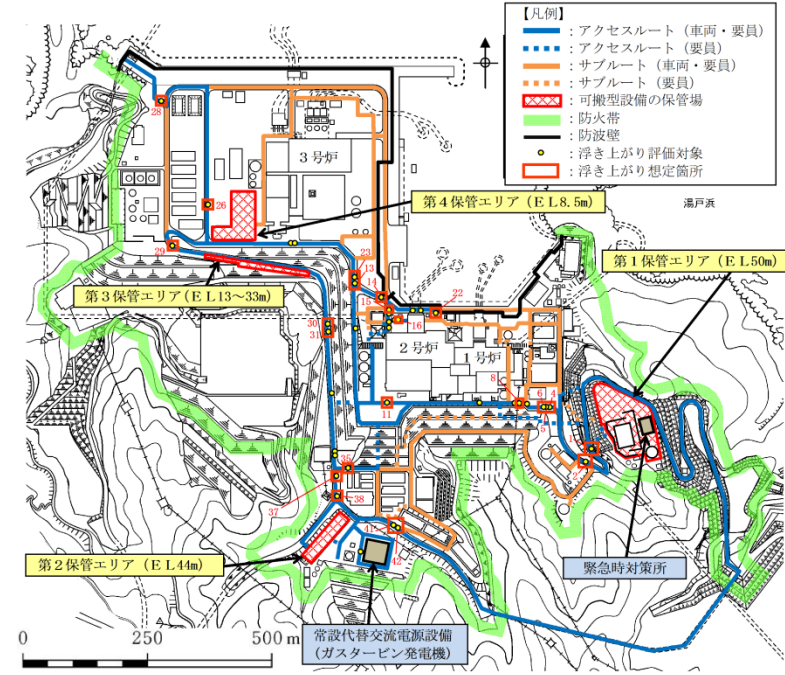 【凡例】
：アクセスルート（車両・要員）
：アクセスルート（要員）
：サブルート（車両・要員）
：サブルート（要員）
：可搬型設備の保管場
：防火帯
：防波壁
：浮き上がり評価対象
：浮き上がり想定箇所
28
3号炉
湯戸浜
26
第4保管エリア（EL8.5m）
29
23
13
第1保管エリア（EL50m）
14
第3保管エリア（EL13～33m）
15
22
30
16
31
2号炉
1号炉
8
6
4
11
5
1
2
35
37
38
41
42
第2保管エリア（EL44m）
緊急時対策所
常設代替交流電源設備
（ガスタービン発電機）
0
250
500 m